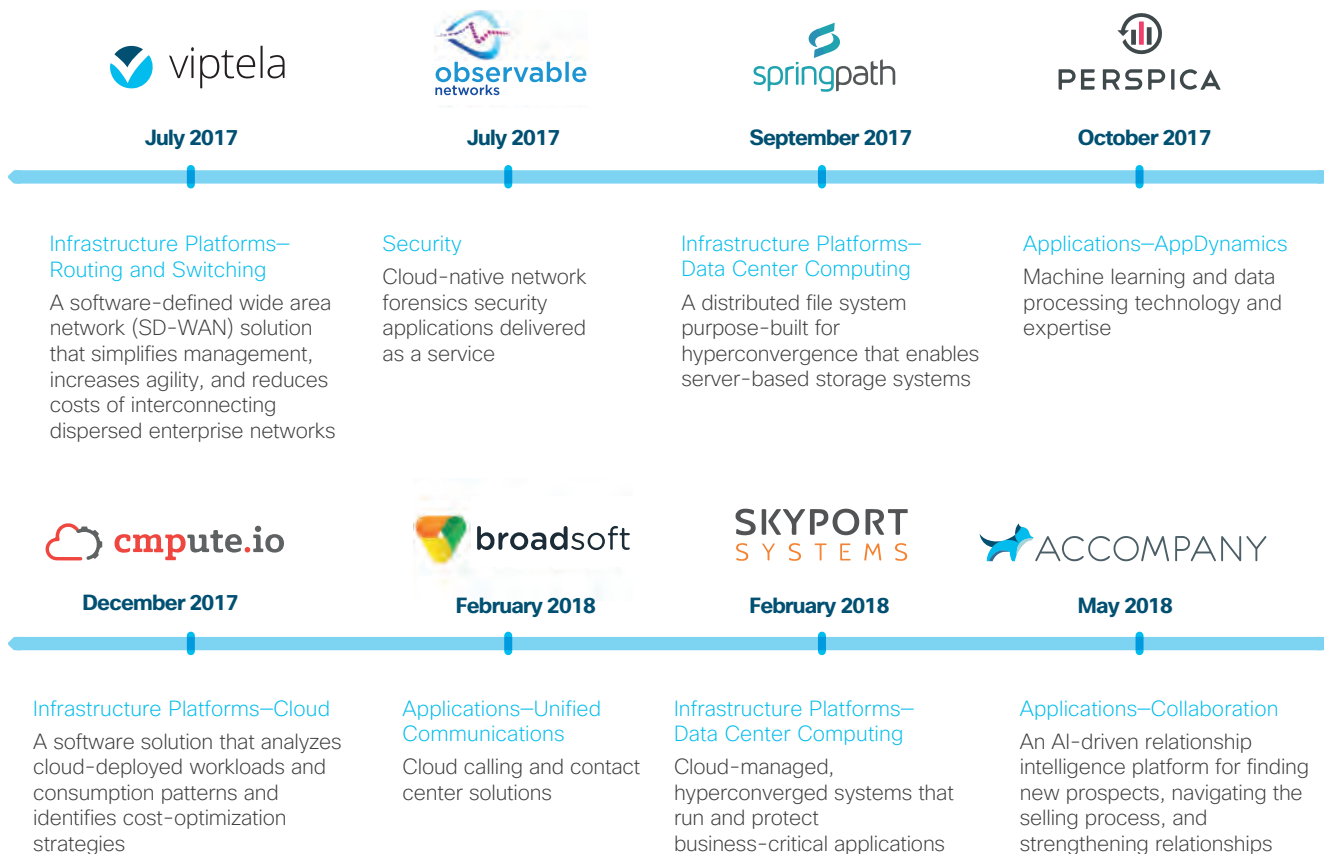 viptela
observable
networks
springpath
PERSPICA
July 2017
July 2017
September 2017
October 2017
Infrastructure Platforms–
Routing and Switching
A software-defined wide area
network (SD-WAN) solution
that simplifies management,
increases agility, and reduces
costs of interconnecting
dispersed enterprise networks
Security
Cloud-native network
forensics security
applications delivered
as a service
Infrastructure Platforms–
Data Center Computing
A distributed file system
purpose-built for
hyperconvergence that enables
server-based storage systems
Applications–AppDynamics
Machine learning and data
processing technology and
expertise
cmpute.io
broadsoft
SKYPORT
SYSTEMS
ACCOMPANY
December 2017
February 2018
February 2018
May 2018
Infrastructure Platforms–Cloud
A software solution that analyzes
cloud-deployed workloads and
consumption patterns and
identifies cost-optimization
strategies
Applications–Unified
Communications
Cloud calling and contact
center solutions
Infrastructure Platforms–
Data Center Computing
Cloud-managed,
hyperconverged systems that
run and protect
business-critical applications
Applications–Collaboration
An AI-driven relationship
intelligence platform for finding
new prospects, navigating the
selling process, and
strengthening relationships